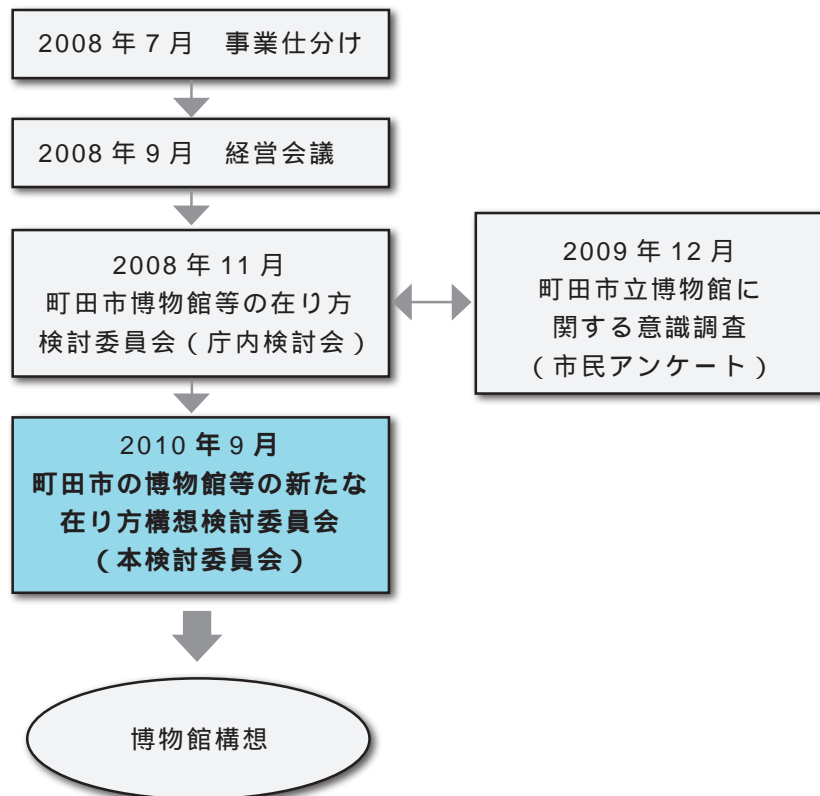 2008 年 7 月　事業仕分け
2008 年 9 月　経営会議
2008 年 11 月
町田市博物館等の在り方
検討委員会（庁内検討会）
2009 年 12 月
町田市立博物館に
関する意識調査
（市民アンケート）
2010 年 9 月
町田市の博物館等の新たな
在り方構想検討委員会
（本検討委員会）
博物館構想